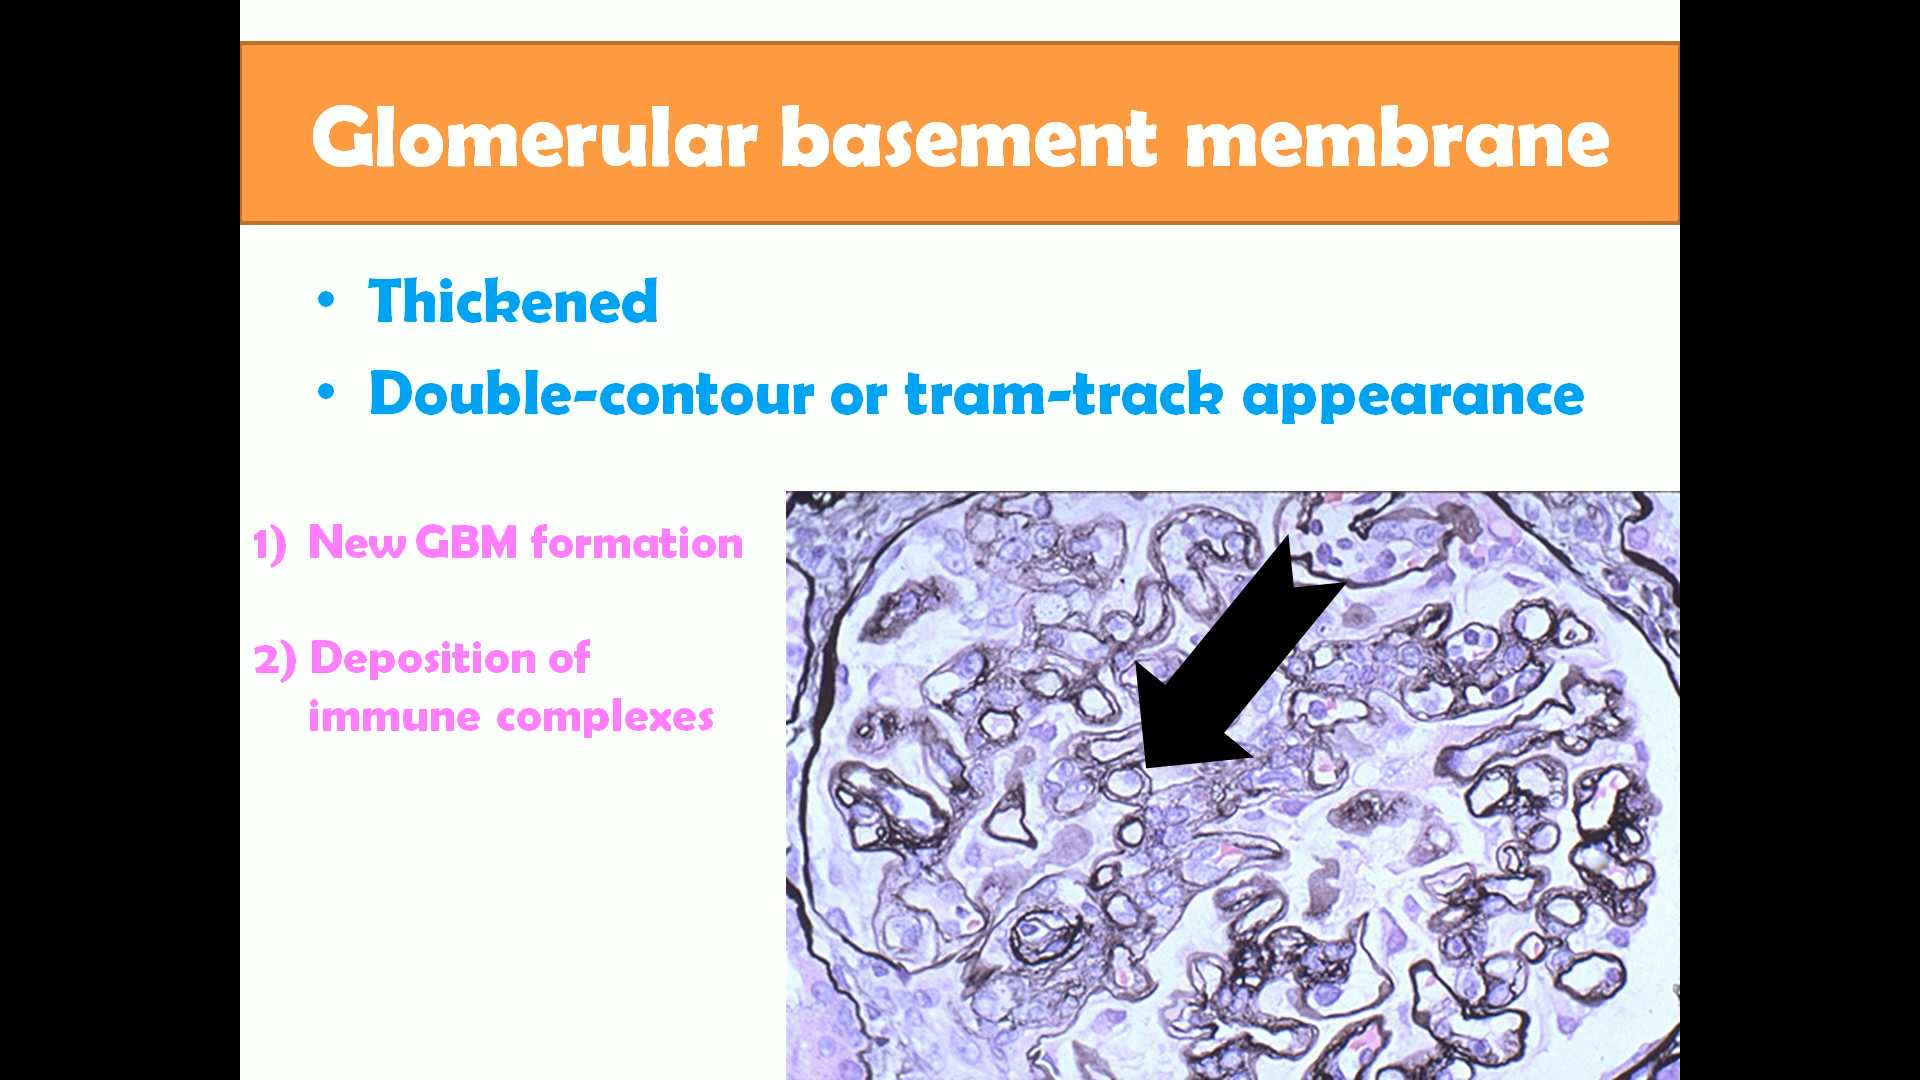 Glomerular basement membrane
• Thickened
• Double-contour or tram-track appearance
1) New GBM formation
2) Deposition of
immune complexes